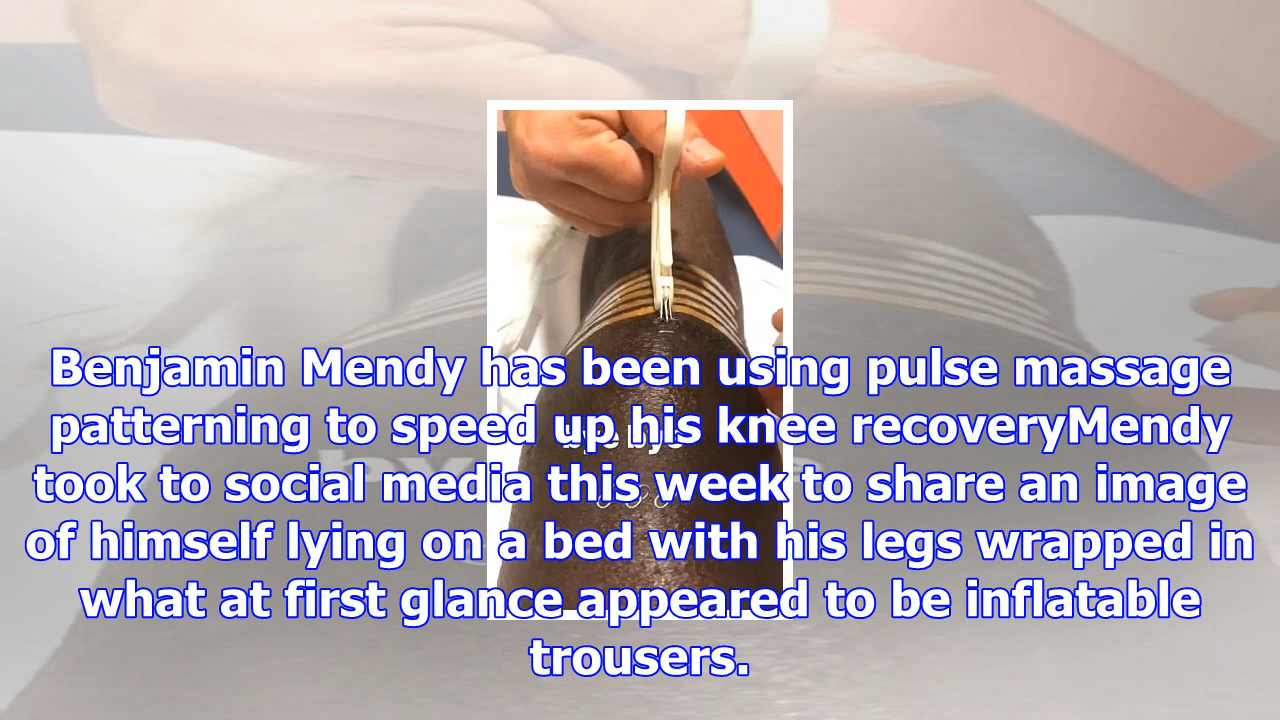 Benjamin Mendy has been using pulse massage
patterning to speed up his knee recoveryMendy
took to social media this week to share an image
of himself lying on a bed with his legs wrapped in
what at first glance appeared to be inflatable
trousers.
bye bye